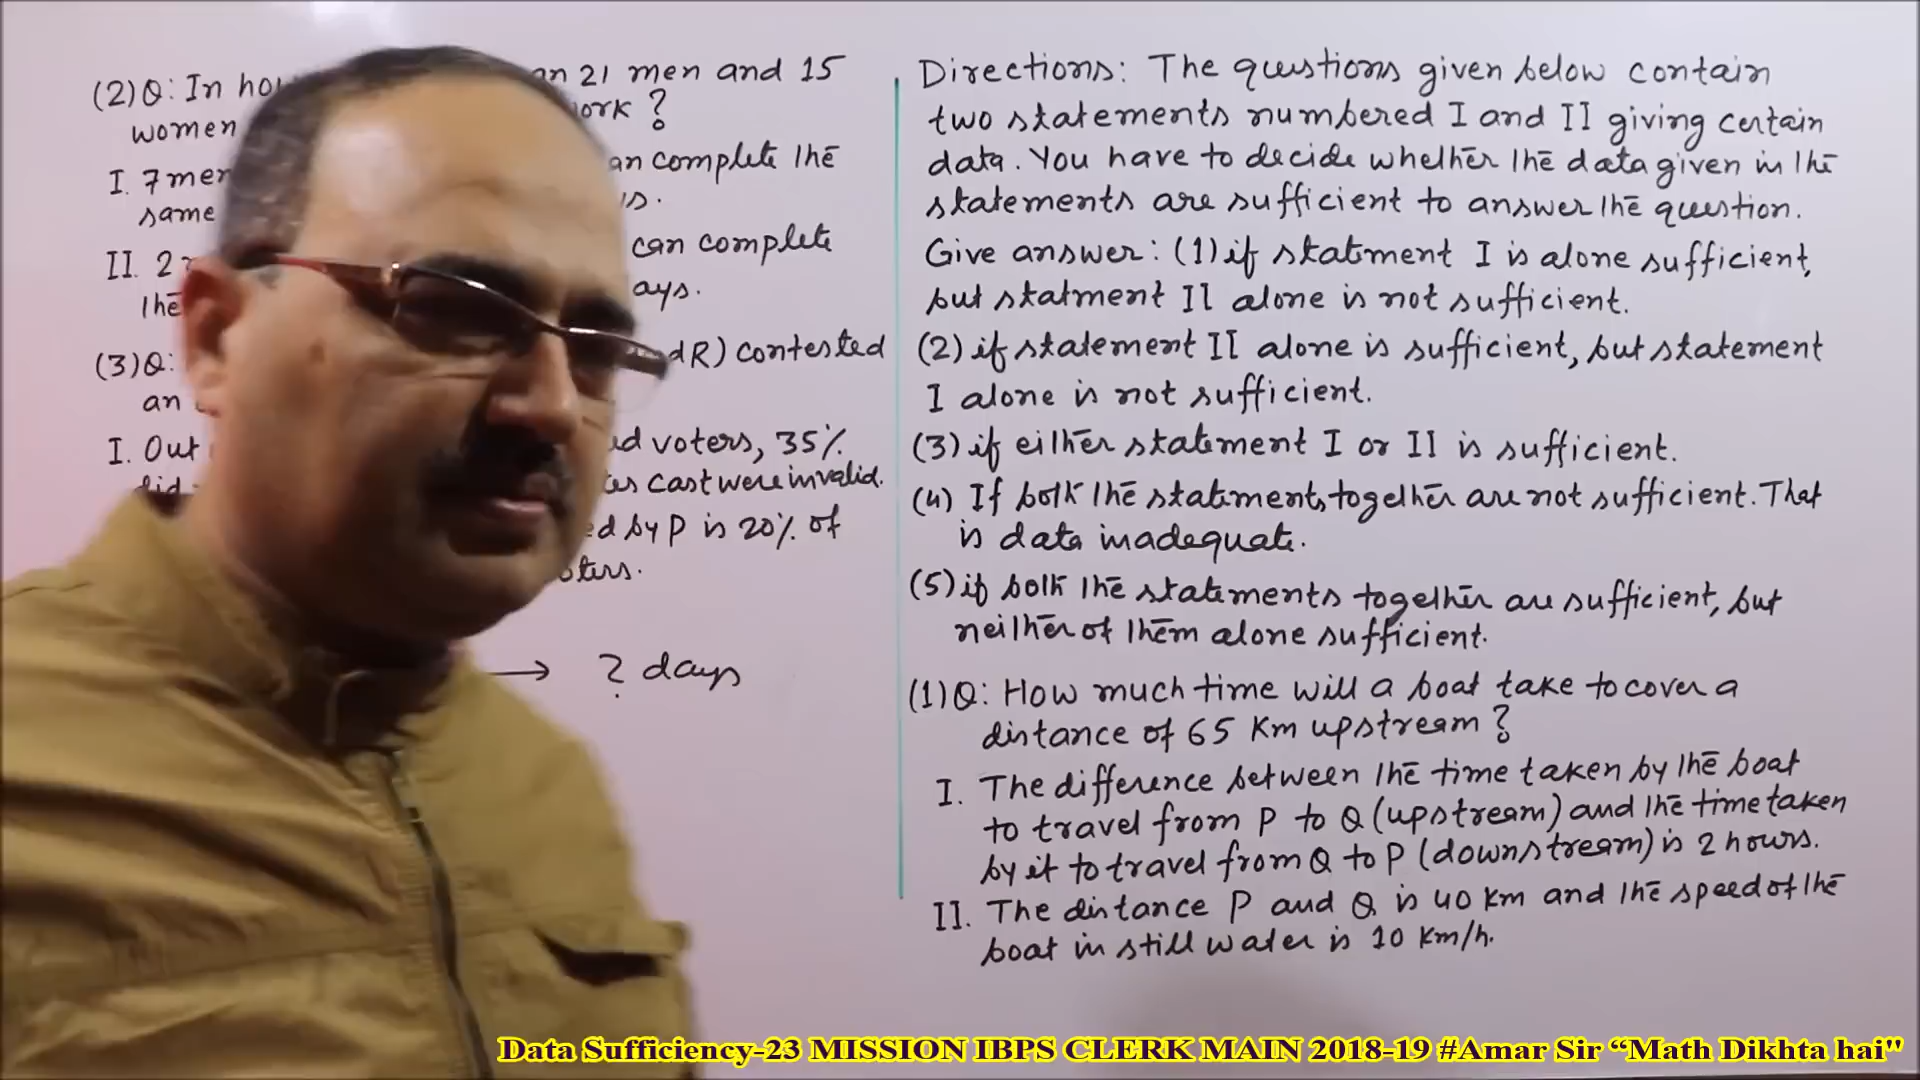 (2) Q: In how an 21 men and 15
women ork ?
I. 7 men an complete the
same s.
II. 2 can complete
the ays.
(3) Q: nd R) contested
an
I. Out ed voters, 35%
did tes cast were invalid.
ed by P is 20% of
oters.
→ ? days
Directions: The questions given below contain
two statements numbered I and II giving certain
data. You have to decide whether the data given in the
statements are sufficient to answer the question.
Give answer: (1) if statment I is alone sufficient,
but statment II alone is not sufficient.
(2) if statement II alone is sufficient, but statement
I alone is not sufficient.
(3) if either statement I or II is sufficient.
(4) If both the statements together are not sufficient. That
is data inadequate.
(5) if both the statements together are sufficient, but
neither of them alone sufficient.
(1) Q: How much time will a boat take to cover a
distance of 65 Km upstream ?
I. The difference between the time taken by the boat
to travel from P to Q (upstream) and the time taken
by it to travel from Q to P (downstream) is 2 hours.
II. The distance P and Q is 40 Km and the speed of the
boat in still water is 10 Km/h.
Data Sufficiency-23 MISSION IBPS CLERK MAIN 2018-19 #Amar Sir “Math Dikhta hai"